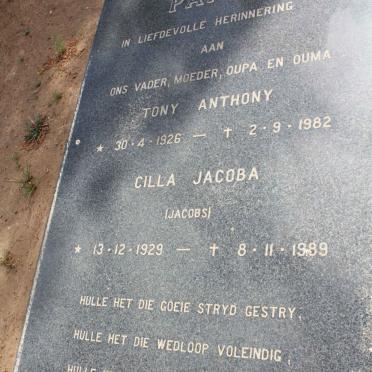 IN LIEFDEVOLLE HERINNERING
AAN
ONS VADER, MOEDER, OUPA EN OUMA
TONY ANTHONY
* 30·4·1926 — † 2·9·1982
CILLA JACOBA
(JACOBS)
* 13·12·1929 — † 8·11·1989
HULLE HET DIE GOEIE STRYD GESTRY,
HULLE HET DIE WEDLOOP VOLEINDIG,
HULLE